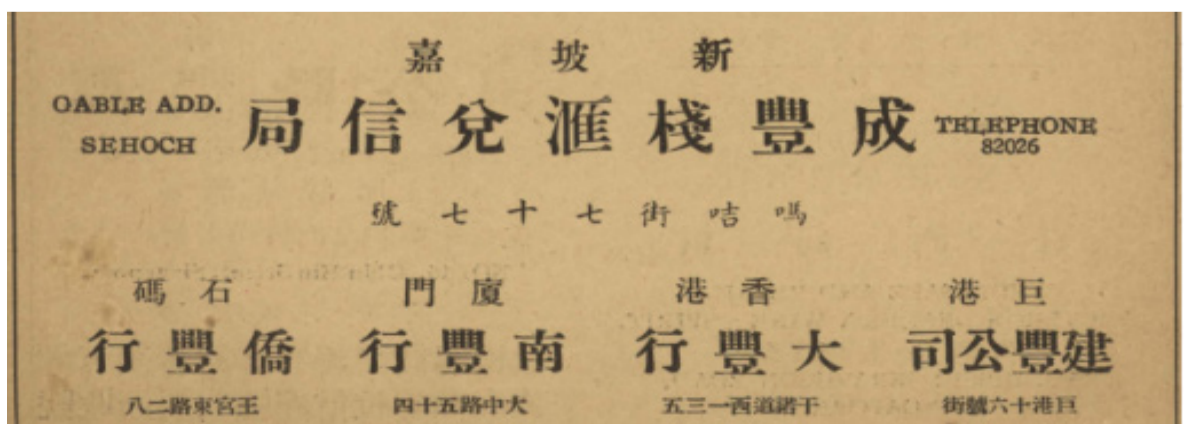 新坡嘉
成豐棧滙兌信局
TELEPHONE
82026
OABLE ADD.
SEHOCH
嗎咭街七十七號
巨港
建豐公司
巨港十六號街
香港
大豐行
干諾道西一三五
廈門
南豐行
大中路五十四
石碼
僑豐行
王宮東路二八